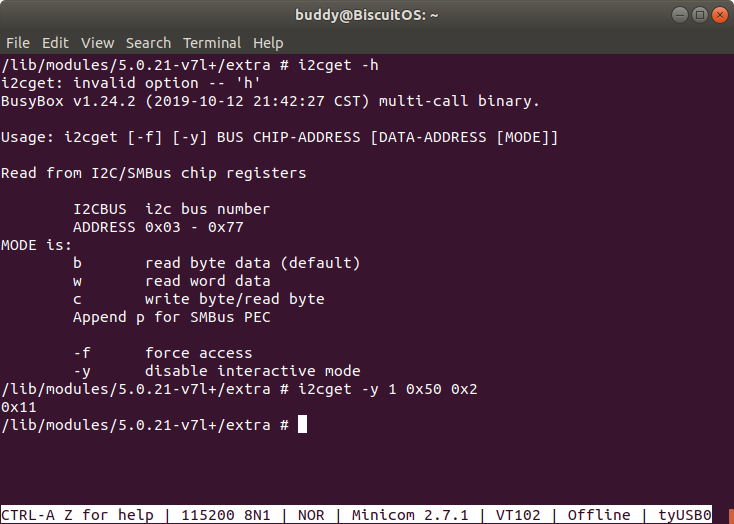 buddy@BiscuitOS: ~
File Edit View Search Terminal Help
/lib/modules/5.0.21-v7l+/extra # i2cget -h
i2cget: invalid option -- 'h'
BusyBox v1.24.2 (2019-10-12 21:42:27 CST) multi-call binary.
Usage: i2cget [-f] [-y] BUS CHIP-ADDRESS [DATA-ADDRESS [MODE]]
Read from I2C/SMBus chip registers
I2CBUS  i2c bus number
ADDRESS 0x03 - 0x77
MODE is:
b       read byte data (default)
w       read word data
c       write byte/read byte
Append p for SMBus PEC
-f      force access
-y      disable interactive mode
/lib/modules/5.0.21-v7l+/extra # i2cget -y 1 0x50 0x2
0x11
/lib/modules/5.0.21-v7l+/extra #
CTRL-A Z for help | 115200 8N1 | NOR | Minicom 2.7.1 | VT102 | Offline | tyUSB0